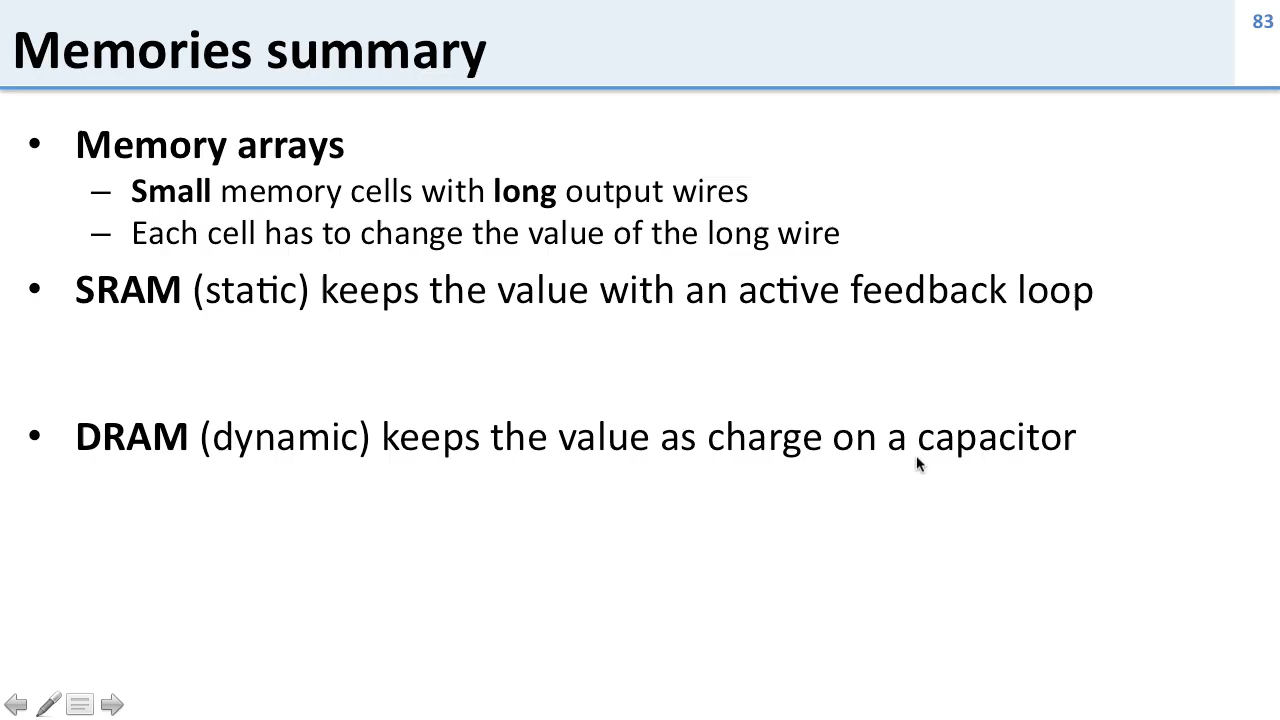 Memories summary
83
• Memory arrays
– Small memory cells with long output wires
– Each cell has to change the value of the long wire
• SRAM (static) keeps the value with an active feedback loop
• DRAM (dynamic) keeps the value as charge on a capacitor